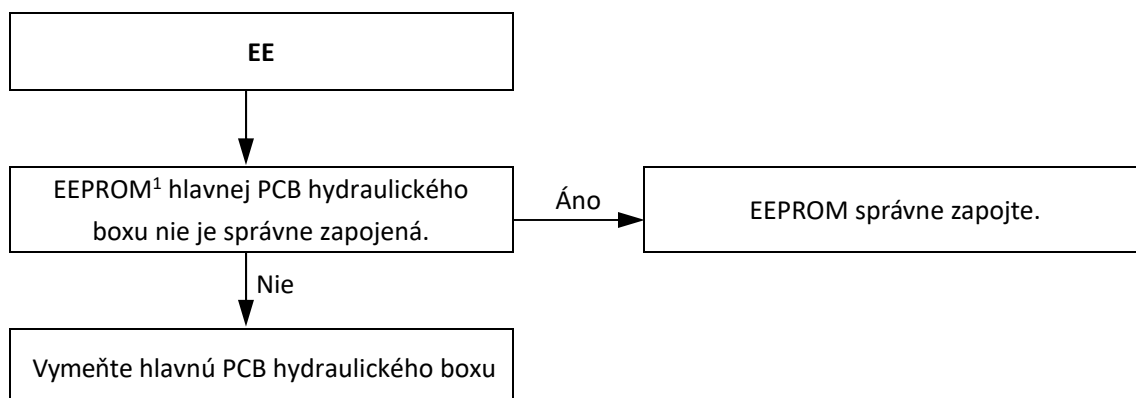 EE
EEPROM¹ hlavnej PCB hydraulického
boxu nie je správne zapojená.
Áno
EEPROM správne zapojte.
Nie
Vymeňte hlavnú PCB hydraulického boxu